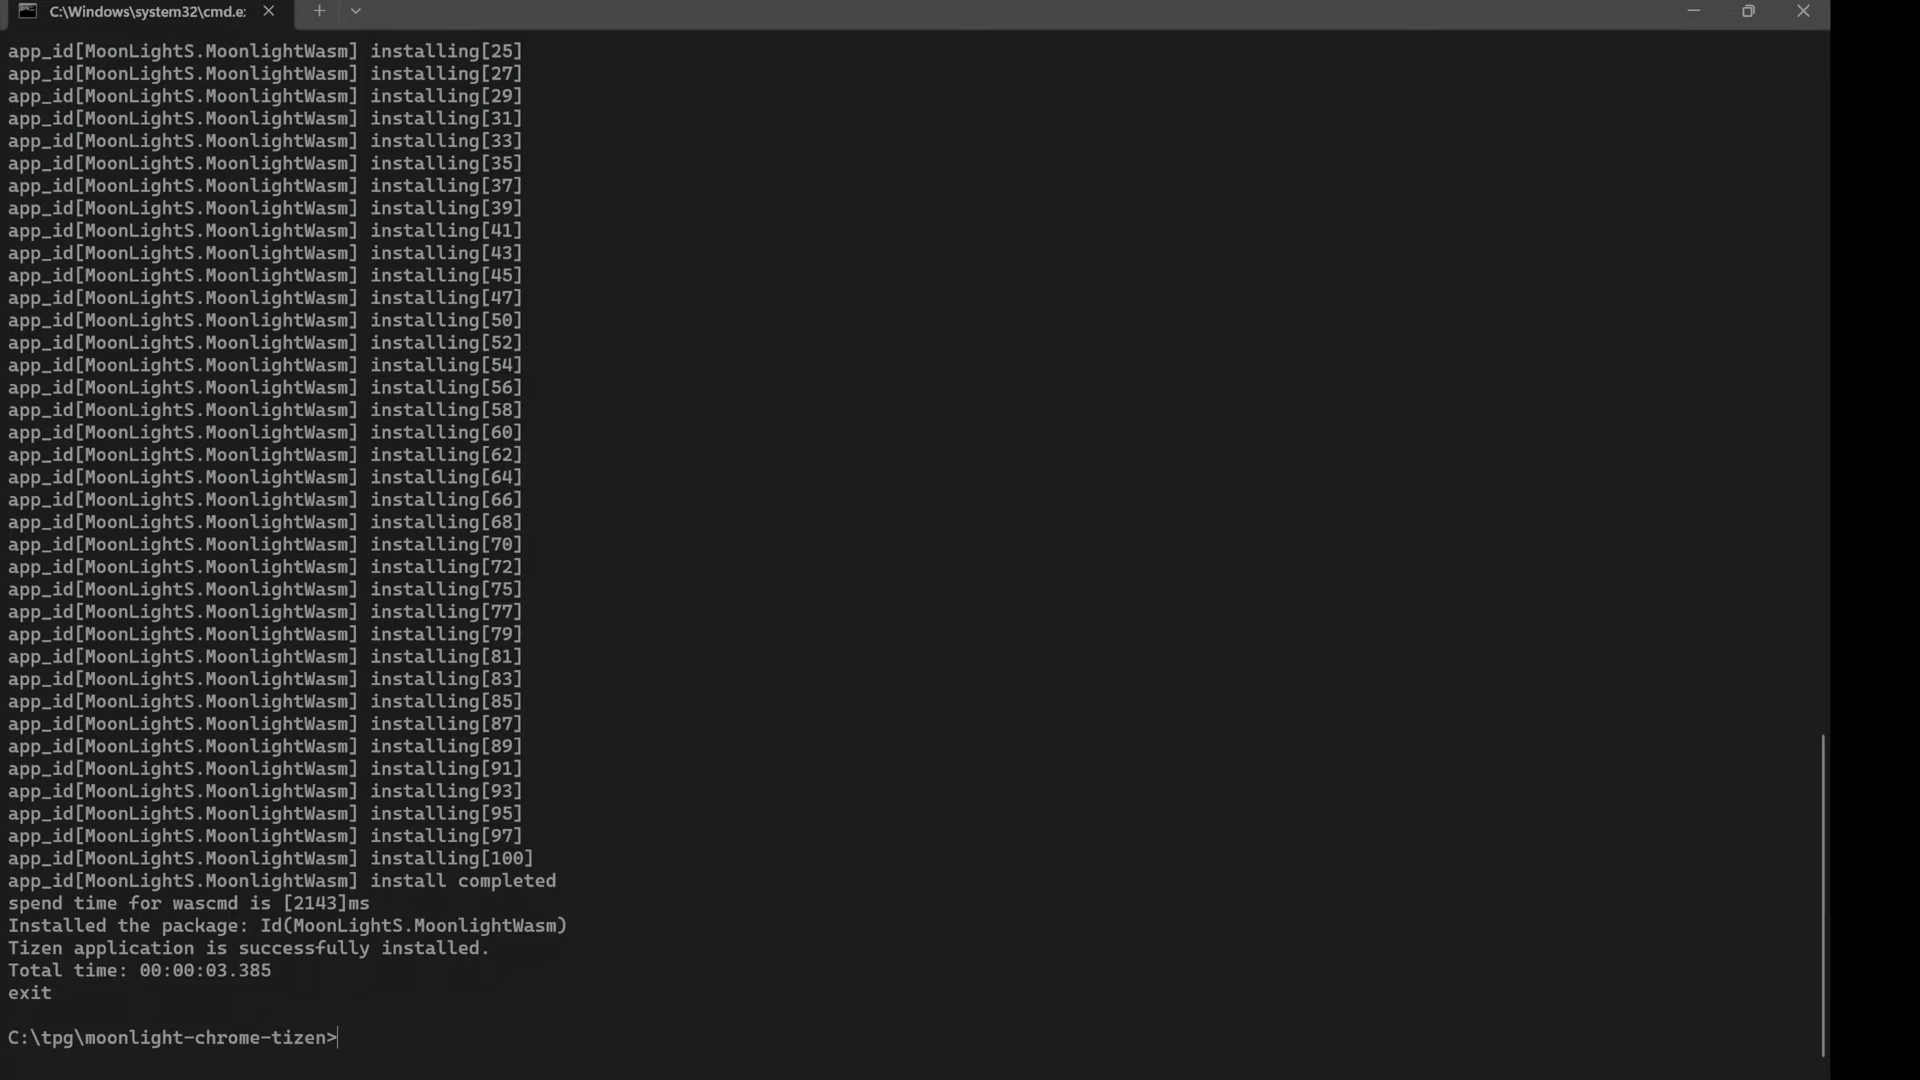 C:\Windows\system32\cmd.e:
app_id[MoonLightS.MoonlightWasm] installing[25]
app_id[MoonLightS.MoonlightWasm] installing[27]
app_id[MoonLightS.MoonlightWasm] installing[29]
app_id[MoonLightS.MoonlightWasm] installing[31]
app_id[MoonLightS.MoonlightWasm] installing[33]
app_id[MoonLightS.MoonlightWasm] installing[35]
app_id[MoonLightS.MoonlightWasm] installing[37]
app_id[MoonLightS.MoonlightWasm] installing[39]
app_id[MoonLightS.MoonlightWasm] installing[41]
app_id[MoonLightS.MoonlightWasm] installing[43]
app_id[MoonLightS.MoonlightWasm] installing[45]
app_id[MoonLightS.MoonlightWasm] installing[47]
app_id[MoonLightS.MoonlightWasm] installing[50]
app_id[MoonLightS.MoonlightWasm] installing[52]
app_id[MoonLightS.MoonlightWasm] installing[54]
app_id[MoonLightS.MoonlightWasm] installing[56]
app_id[MoonLightS.MoonlightWasm] installing[58]
app_id[MoonLightS.MoonlightWasm] installing[60]
app_id[MoonLightS.MoonlightWasm] installing[62]
app_id[MoonLightS.MoonlightWasm] installing[64]
app_id[MoonLightS.MoonlightWasm] installing[66]
app_id[MoonLightS.MoonlightWasm] installing[68]
app_id[MoonLightS.MoonlightWasm] installing[70]
app_id[MoonLightS.MoonlightWasm] installing[72]
app_id[MoonLightS.MoonlightWasm] installing[75]
app_id[MoonLightS.MoonlightWasm] installing[77]
app_id[MoonLightS.MoonlightWasm] installing[79]
app_id[MoonLightS.MoonlightWasm] installing[81]
app_id[MoonLightS.MoonlightWasm] installing[83]
app_id[MoonLightS.MoonlightWasm] installing[85]
app_id[MoonLightS.MoonlightWasm] installing[87]
app_id[MoonLightS.MoonlightWasm] installing[89]
app_id[MoonLightS.MoonlightWasm] installing[91]
app_id[MoonLightS.MoonlightWasm] installing[93]
app_id[MoonLightS.MoonlightWasm] installing[95]
app_id[MoonLightS.MoonlightWasm] installing[97]
app_id[MoonLightS.MoonlightWasm] installing[100]
app_id[MoonLightS.MoonlightWasm] install completed
spend time for wascmd is [2143]ms
Installed the package: Id(MoonLightS.MoonlightWasm)
Tizen application is successfully installed.
Total time: 00:00:03.385
exit
C:\tpg\moonlight-chrome-tizen>